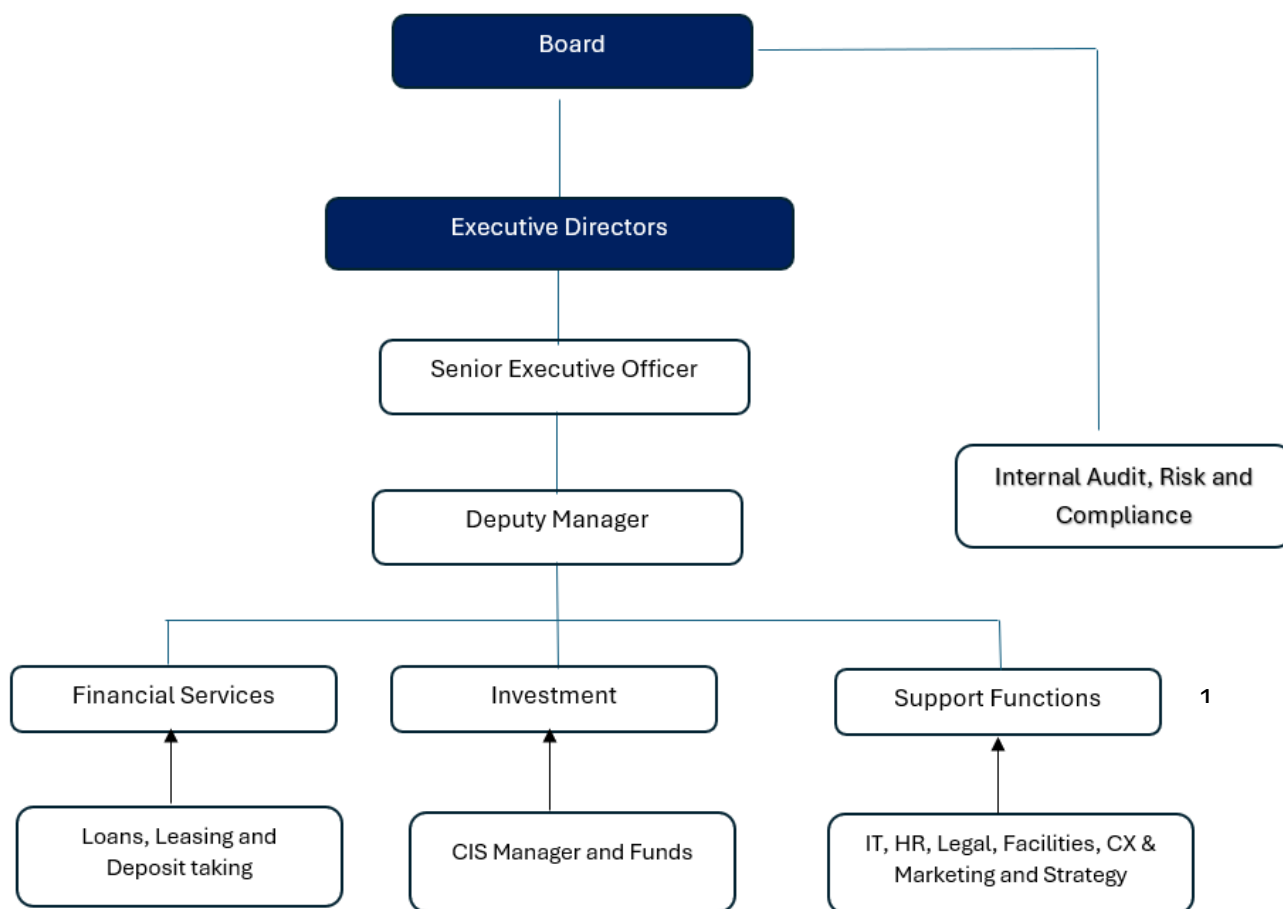 Board
Executive Directors
Senior Executive Officer
Internal Audit, Risk and
Compliance
Deputy Manager
Financial Services
Investment
Support Functions
1
Loans, Leasing and
Deposit taking
CIS Manager and Funds
IT, HR, Legal, Facilities, CX &
Marketing and Strategy